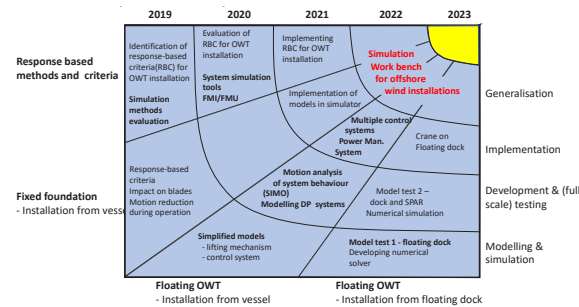 2019
2020
2021
2022
2023
Response based
methods and criteria
Identification of
response-based
criteria(RBC) for
OWT installation
Simulation
methods
evaluation
Evaluation of
RBC for OWT
installation
System simulation
tools
FMI/FMU
Implementing
RBC for OWT
installation
Implementation of
models in simulator
Simulation
Work bench
for offshore
wind installations
Generalisation
Multiple control
systems
Power Man.
System
Crane on
Floating dock
Implementation
Fixed foundation
- Installation from vesse
Response-based
criteria
Impact on blades
Motion reduction
during operation
Motion analysis
of system behaviour
(SIMO)
Modelling DP systems
Model test 2 –
dock and SPAR
Numerical simulation
Development & (full
scale) testing
Simplified models
- lifting mechanism
- control system
Model test 1 - floating dock
Developing numerical
solver
Modelling &
simulation
Floating OWT
- Installation from vessel
Floating OWT
- Installation from floating dock